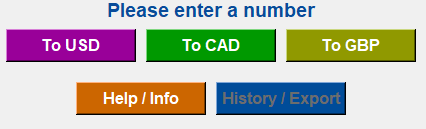 Please enter a number
To USD To CAD To GBP
Help / Info History / Export